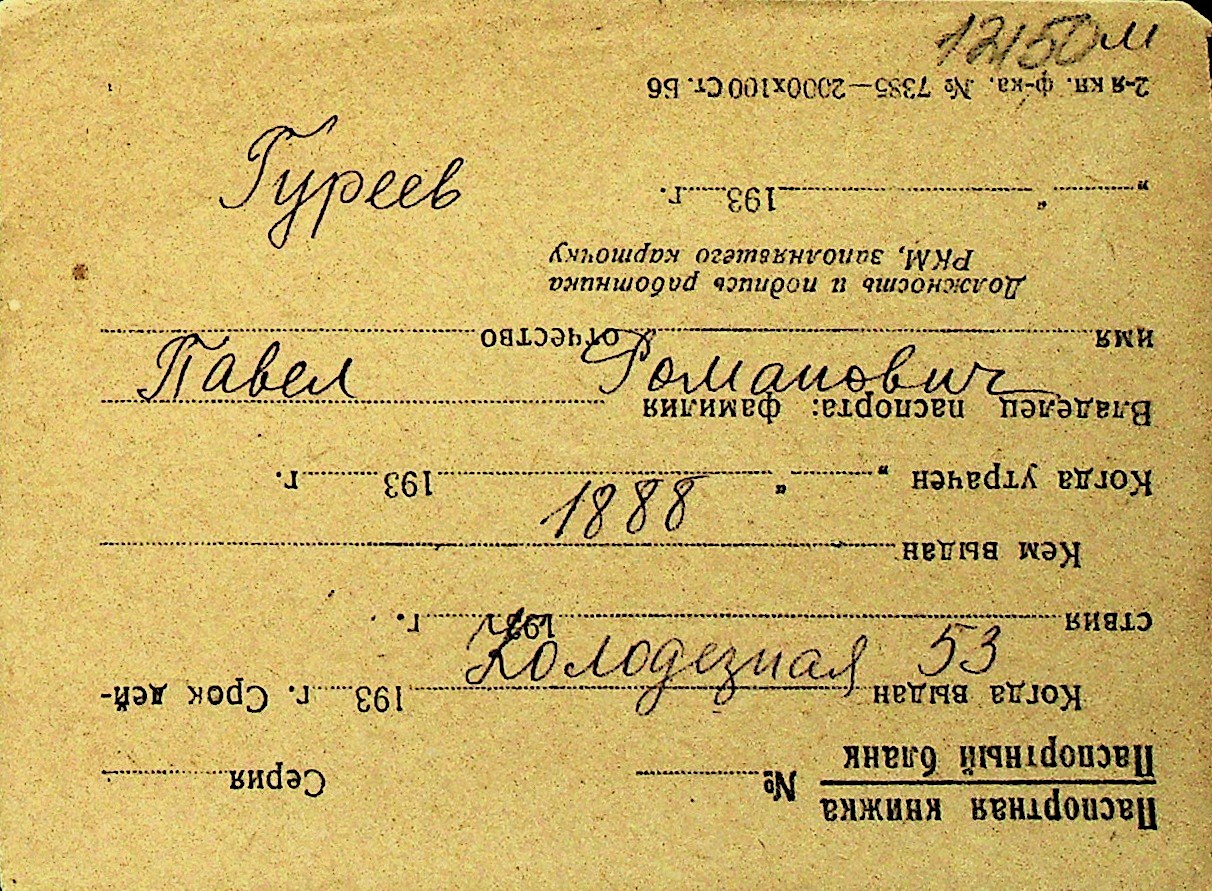 12150м
Гуреев
Павел Романович
1888
Колодезная 53
Паспортная книжка
Паспортный бланк
№ Серия
Когда выдан 193 г. Срок дей-
ствия 193 г.
Кем выдан
Когда утрачен „ “ 193 г.
Владелец паспорта: фамилия
имя отчество
Должность и подпись работника
РКМ, заполнявшего карточку
„ “ 193 г.
2-я кл. ф-ка. № 7385—2000х100 Ст. Б6